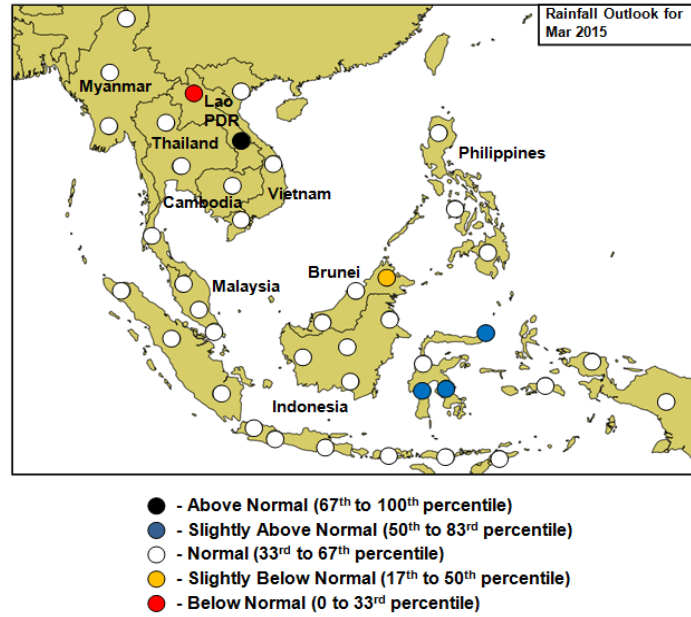 Rainfall Outlook for
Mar 2015
Myanmar
Lao
PDR
Thailand
Philippines
Cambodia
Vietnam
Malaysia
Brunei
Indonesia
- Above Normal (67th to 100th percentile)
- Slightly Above Normal (50th to 83rd percentile)
- Normal (33rd to 67th percentile)
- Slightly Below Normal (17th to 50th percentile)
- Below Normal (0 to 33rd percentile)